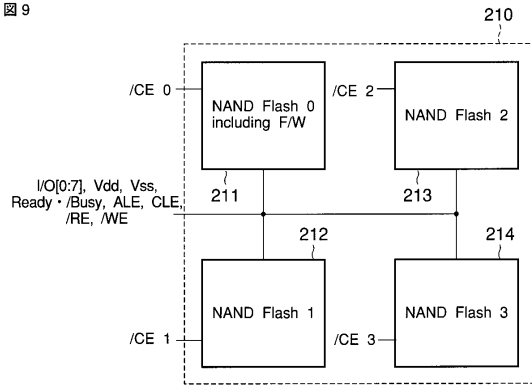 図9
210
/CE 0
NAND Flash 0
including F/W
/CE 2
NAND Flash 2
211
213
I/O[0:7], Vdd, Vss,
Ready・/Busy, ALE, CLE,
/RE, /WE
212
214
NAND Flash 1
NAND Flash 3
/CE 1
/CE 3